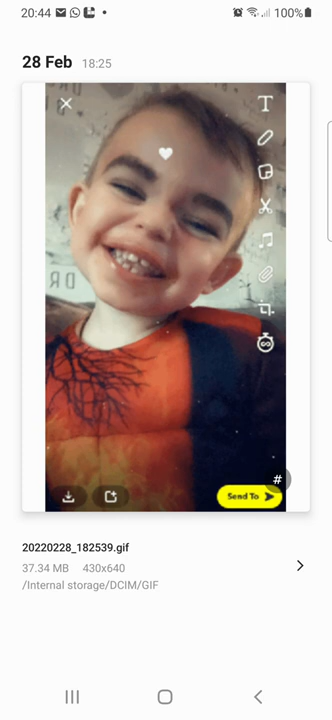 20:44
100%
28 Feb 18:25
T
#
Send To
20220228_182539.gif
37.34 MB 430x640
/Internal storage/DCIM/GIF